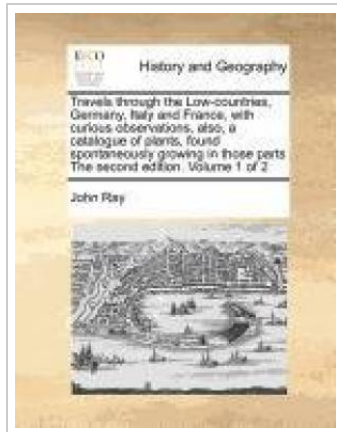 ECCO
History and Geography
Travels through the Low-countries,
Germany, Italy and France, with
curious observations, also, a
catalogue of plants, found
spontaneously growing in those parts
The second edition. Volume 1 of 2
John Ray